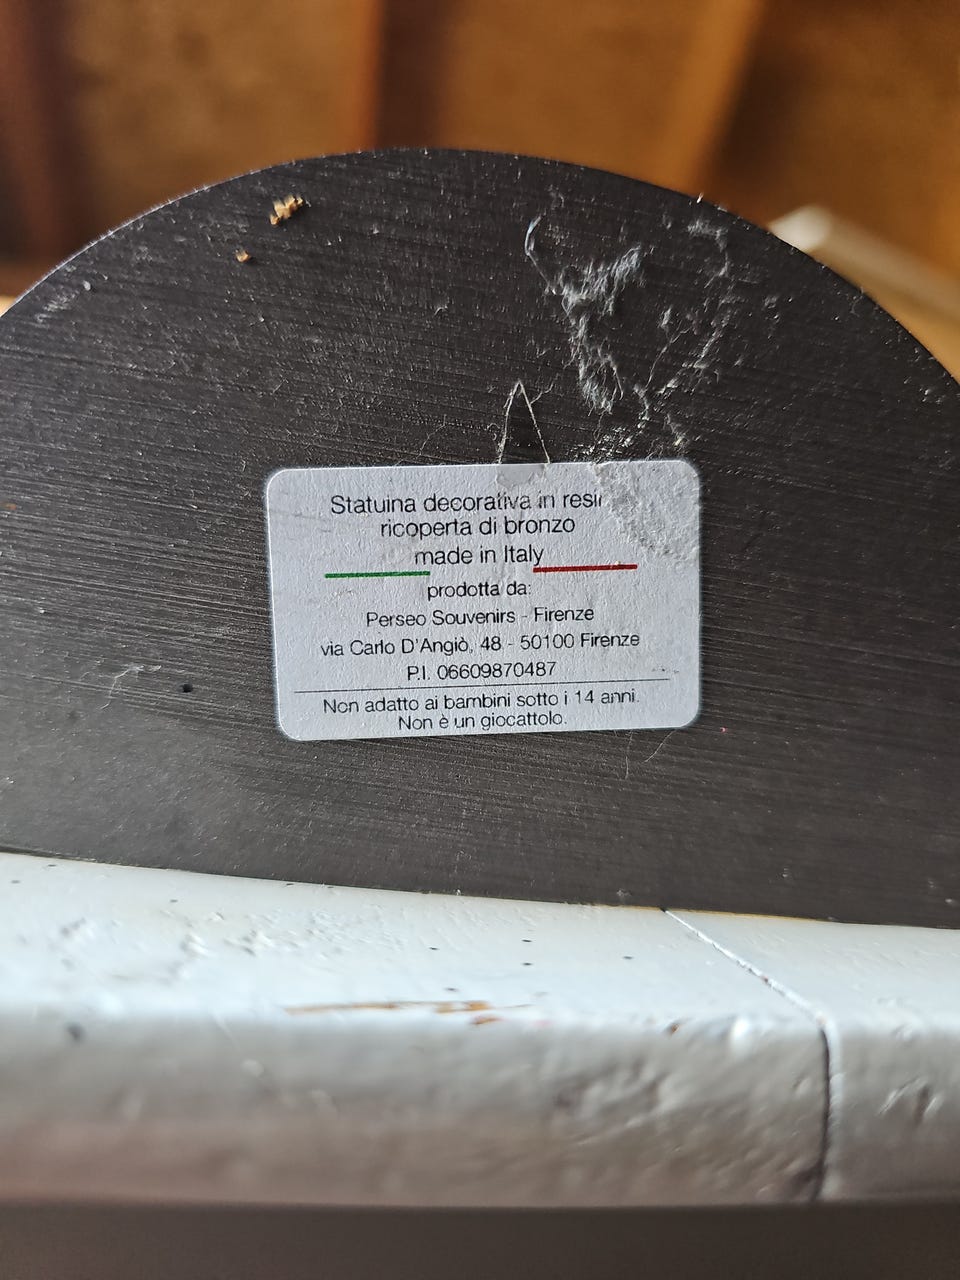 Statuina decorativa in resin
ricoperta di bronzo
made in Italy
prodotta da:
Perseo Souvenirs - Firenze
via Carlo D'Angiò, 48 - 50100 Firenze
P.I. 06609870487
Non adatto ai bambini sotto i 14 anni.
Non è un giocattolo.